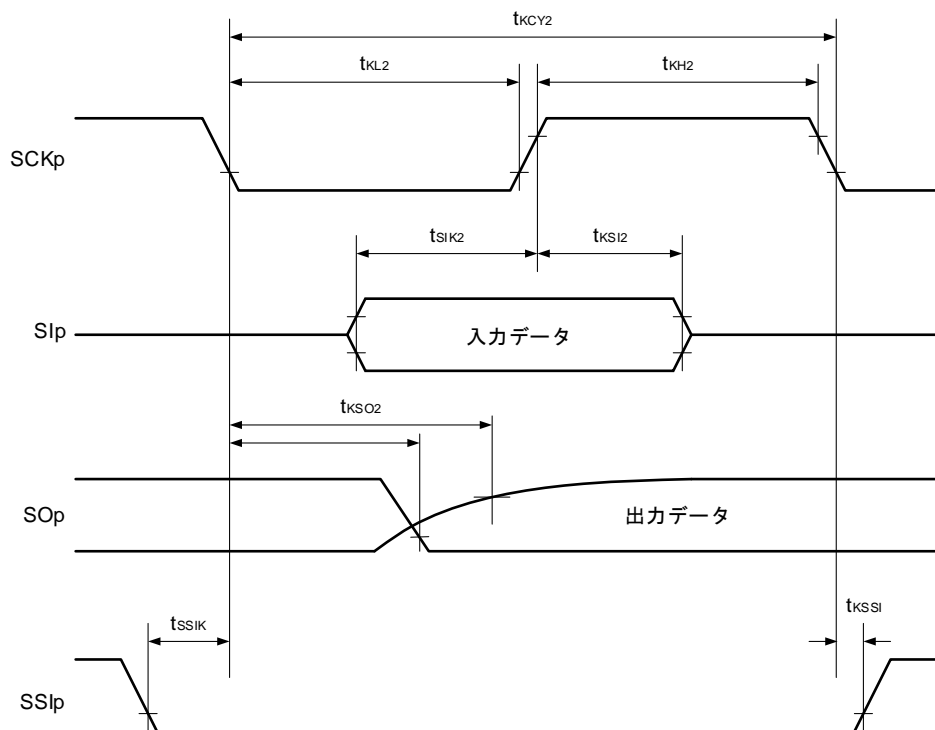 tKCY2
tKL2
tKH2
SCKp
tSIK2
tKSI2
SIp
入力データ
tKSO2
SOp
出力データ
tSSIK
tKSSI
SSIp